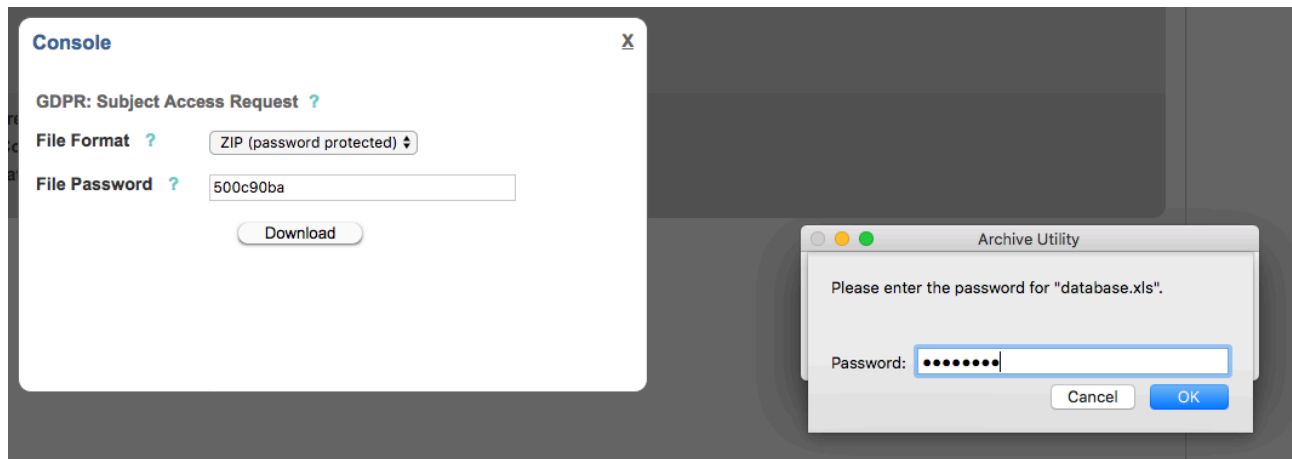 Console X
GDPR: Subject Access Request ?
File Format ? ZIP (password protected)
File Password ? 500c90ba
Download
Archive Utility
Please enter the password for "database.xls".
Password: ••••••••
Cancel OK